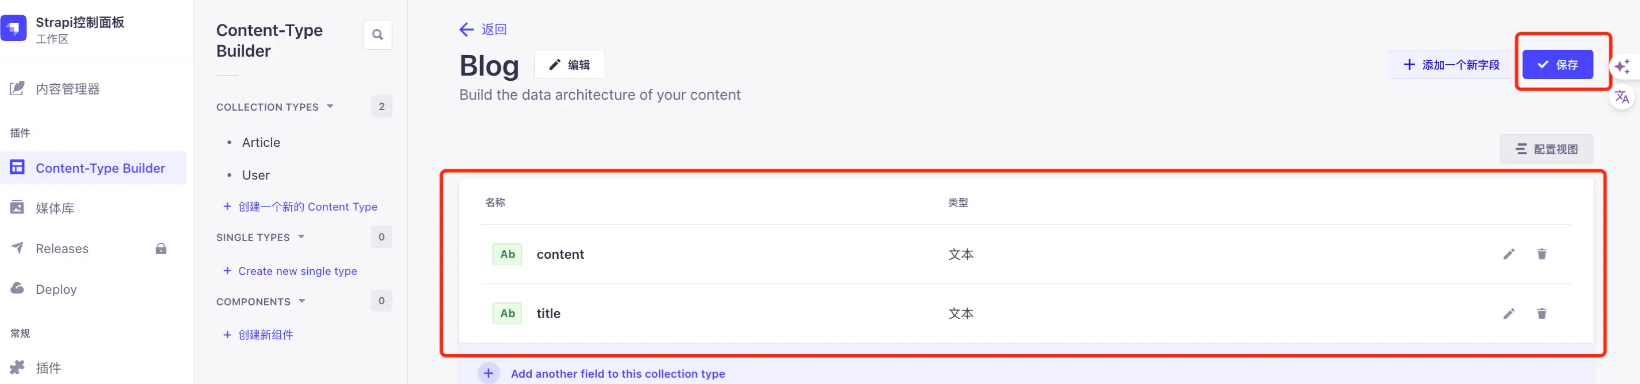 Strapi控制面板
工作区
内容管理器
插件
Content-Type Builder
媒体库
Releases
Deploy
常规
插件
Content-Type
Builder
COLLECTION TYPES 2
Article
User
创建一个新的 Content Type
SINGLE TYPES 0
Create new single type
COMPONENTS 0
创建新组件
返回
Blog 编辑
Build the data architecture of your content
添加一个新字段 保存
配置视图
名称 类型
Ab content 文本
Ab title 文本
Add another field to this collection type